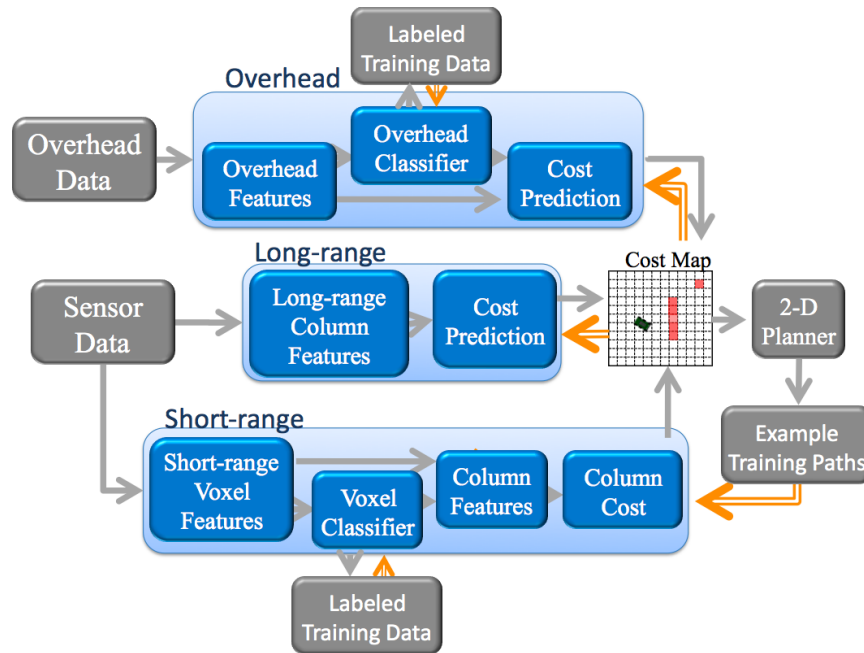 Labeled
Training Data
Overhead
Overhead
Data
Overhead
Features
Overhead
Classifier
Cost
Prediction
Long-range
Cost Map
Sensor
Data
Long-range
Column
Features
Cost
Prediction
2-D
Planner
Short-range
Short-range
Voxel
Features
Voxel
Classifier
Column
Features
Column
Cost
Example
Training Paths
Labeled
Training Data